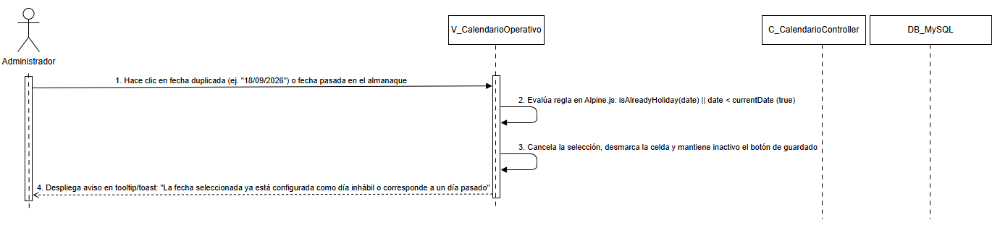 Administrador
V_CalendarioOperativo
C_CalendarioController
DB_MySQL
1. Hace clic en fecha duplicada (ej. "18/09/2026") o fecha pasada en el almanaque
2. Evalúa regla en Alpine.js: isAlreadyHoliday(date) || date < currentDate (true)
3. Cancela la selección, desmarca la celda y mantiene inactivo el botón de guardado
4. Despliega aviso en tooltip/toast: "La fecha seleccionada ya está configurada como día inhábil o corresponde a un día pasado"